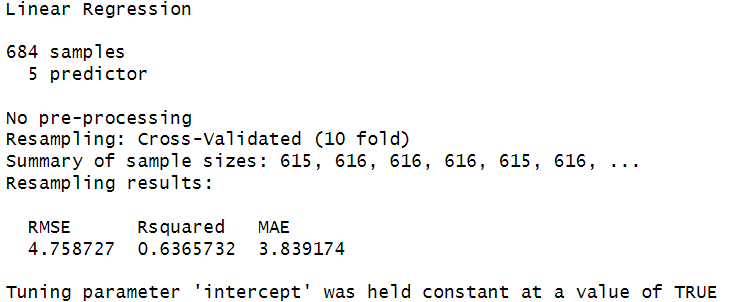 Linear Regression
684 samples
5 predictor
No pre-processing
Resampling: Cross-Validated (10 fold)
Summary of sample sizes: 615, 616, 616, 616, 615, 616, ...
Resampling results:
RMSE Rsquared MAE
4.758727 0.6365732 3.839174
Tuning parameter 'intercept' was held constant at a value of TRUE